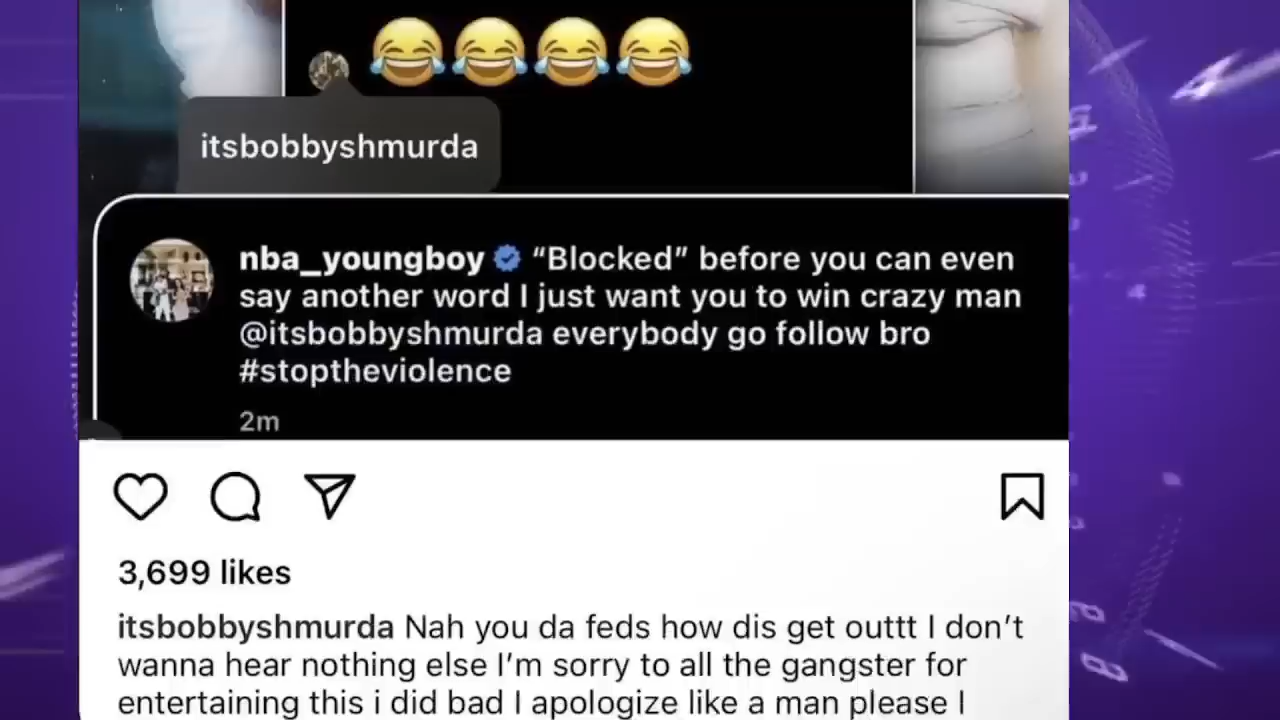 😂😂😂😂
itsbobbyshmurda
nba_youngboy “Blocked” before you can even
say another word I just want you to win crazy man
@itsbobbyshmurda everybody go follow bro
#stoptheviolence
2m
3,699 likes
itsbobbyshmurda Nah you da feds how dis get outtt I don’t
wanna hear nothing else I’m sorry to all the gangster for
entertaining this i did bad I apologize like a man please I